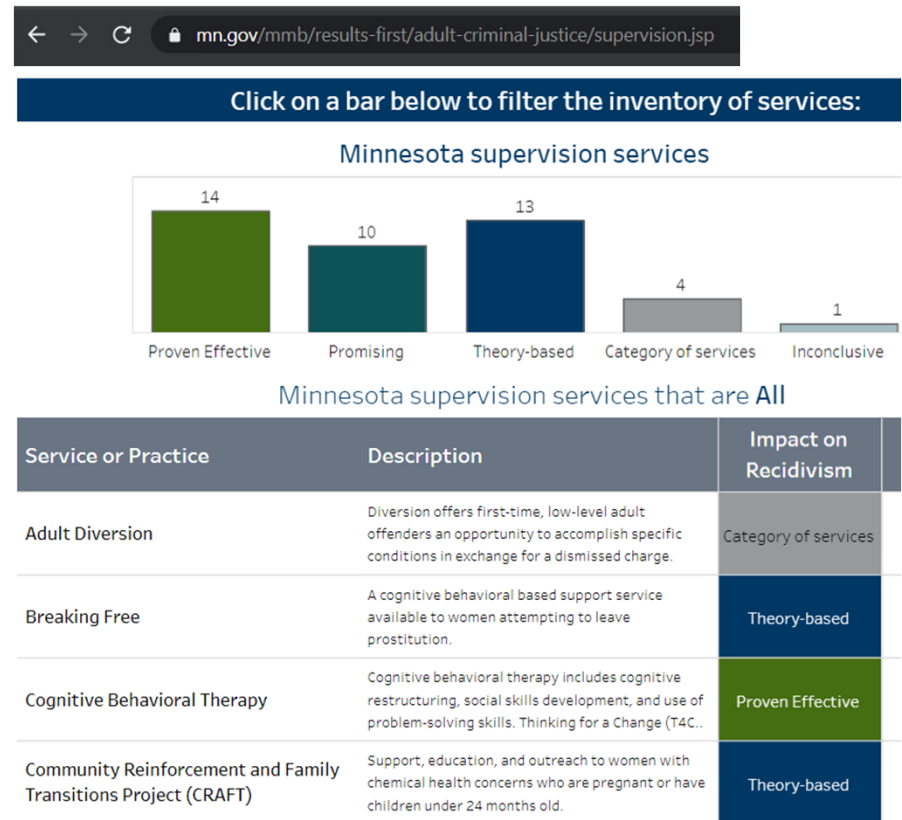 mn.gov/mmb/results-first/adult-criminal-justice/supervision.jsp
Click on a bar below to filter the inventory of services:
Minnesota supervision services
14
10
13
4
1
Proven Effective
Promising
Theory-based
Category of services
Inconclusive
Minnesota supervision services that are All
Service or Practice
Description
Impact on
Recidivism
Adult Diversion
Diversion offers first-time, low-level adult
offenders an opportunity to accomplish specific
conditions in exchange for a dismissed charge.
Category of services
Breaking Free
A cognitive behavioral based support service
available to women attempting to leave
prostitution.
Theory-based
Cognitive Behavioral Therapy
Cognitive behavioral therapy includes cognitive
restructuring, social skills development, and use of
problem-solving skills. Thinking for a Change (T4C..
Proven Effective
Community Reinforcement and Family
Transitions Project (CRAFT)
Support, education, and outreach to women with
chemical health concerns who are pregnant or have
children under 24 months old.
Theory-based